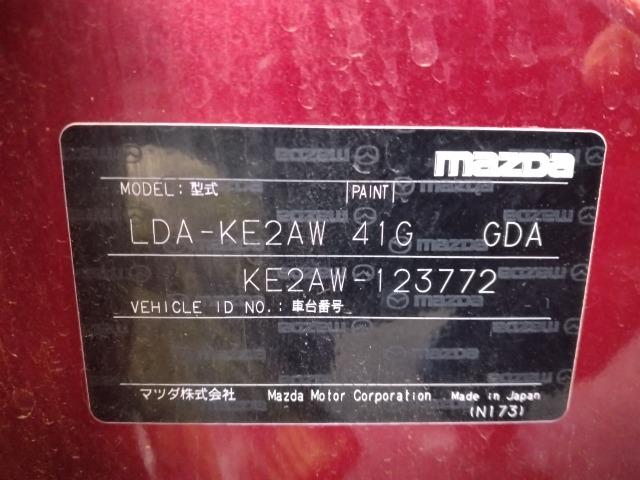 mazda
MODEL: 型式 PAINT
LDA-KE2AW 41G GDA
KE2AW-123772
VEHICLE ID NO.: 車台番号
マツダ株式会社 Mazda Motor Corporation Made in Japan
(N173)